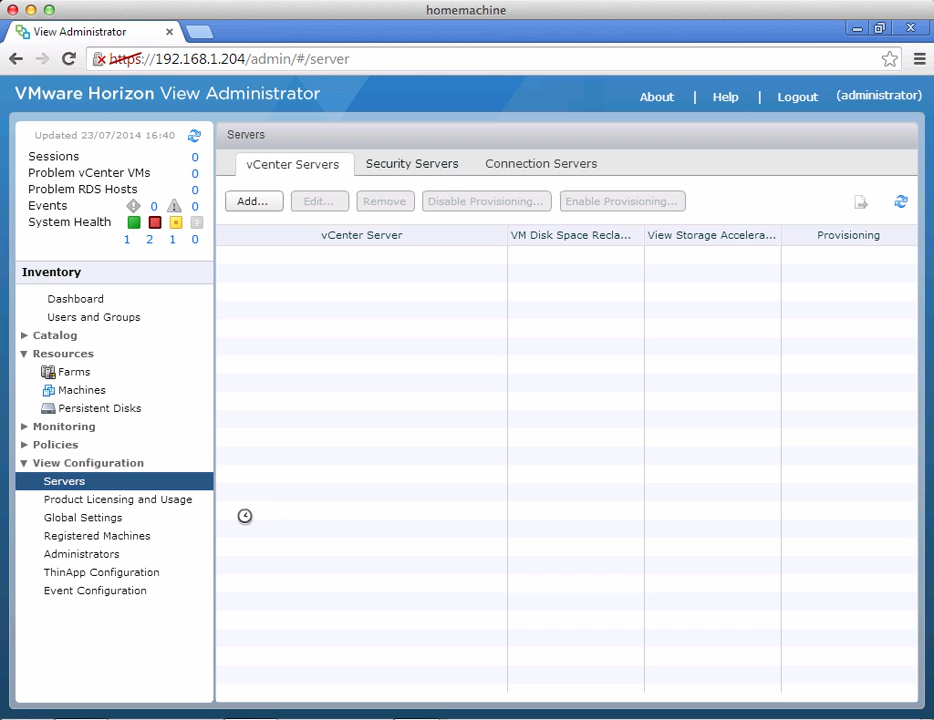 homemachine
View Administrator
https://192.168.1.204/admin/#/server
VMware Horizon View Administrator
About | Help | Logout (administrator)
Updated 23/07/2014 16:40
Sessions 0
Problem vCenter VMs 0
Problem RDS Hosts 0
Events 0 0
System Health
1 2 1 0
Inventory
Dashboard
Users and Groups
Catalog
Resources
Farms
Machines
Persistent Disks
Monitoring
Policies
View Configuration
Servers
Product Licensing and Usage
Global Settings
Registered Machines
Administrators
ThinApp Configuration
Event Configuration
Servers
vCenter Servers Security Servers Connection Servers
Add... Edit... Remove Disable Provisioning... Enable Provisioning...
vCenter Server VM Disk Space Recla... View Storage Accelera... Provisioning